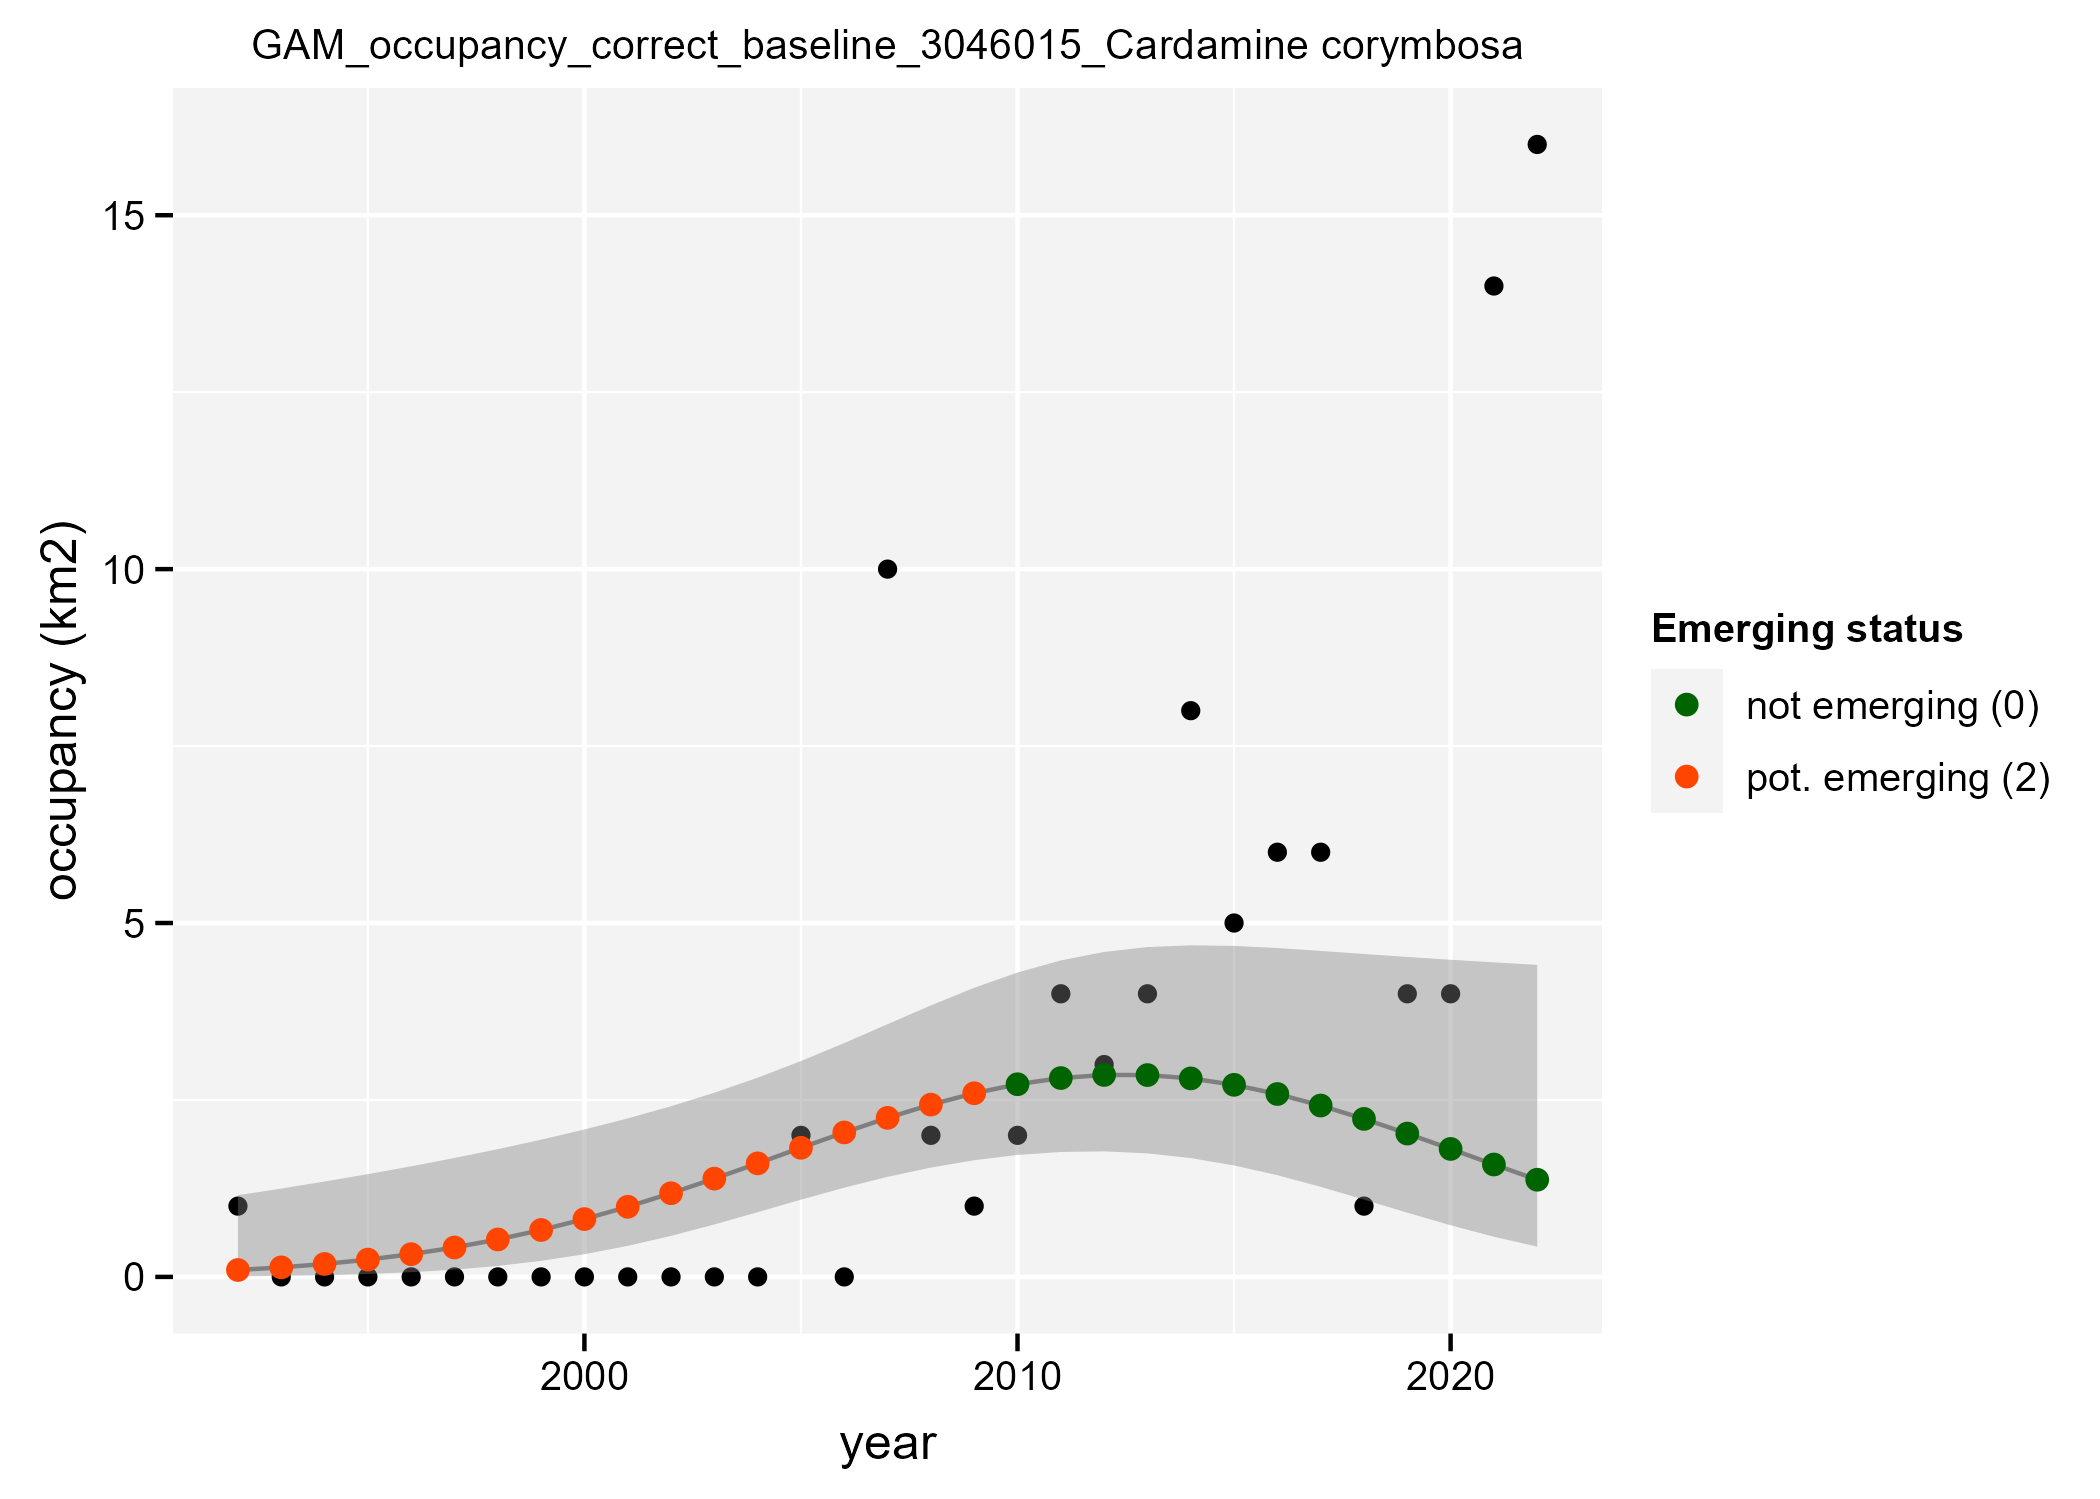 GAM_occupancy_correct_baseline_3046015_Cardamine corymbosa
15
10
5
0
occupancy (km2)
2000
2010
2020
year
Emerging status
not emerging (0)
pot. emerging (2)